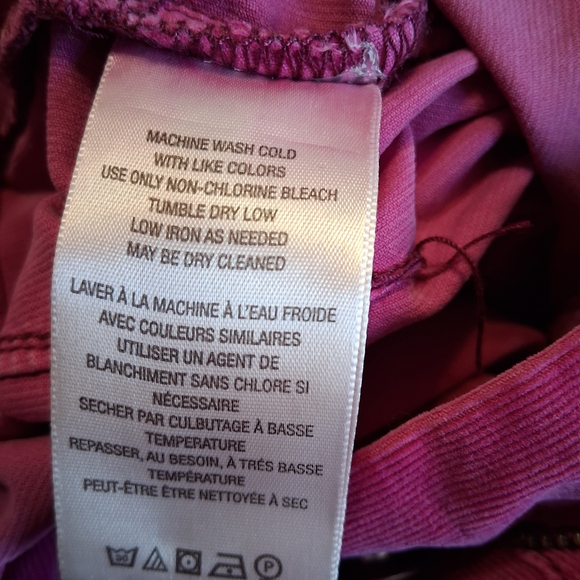 MACHINE WASH COLD
WITH LIKE COLORS
USE ONLY NON-CHLORINE BLEACH
TUMBLE DRY LOW
LOW IRON AS NEEDED
MAY BE DRY CLEANED
LAVER À LA MACHINE À L'EAU FROIDE
AVEC COULEURS SIMILAIRES
UTILISER UN AGENT DE
BLANCHIMENT SANS CHLORE SI
NÉCESSAIRE
SECHER PAR CULBUTAGE À BASSE
TEMPERATURE
REPASSER, AU BESOIN, À TRÉS BASSE
TEMPÉRATURE
PEUT-ÊTRE ÊTRE NETTOYÉE À SEC
P